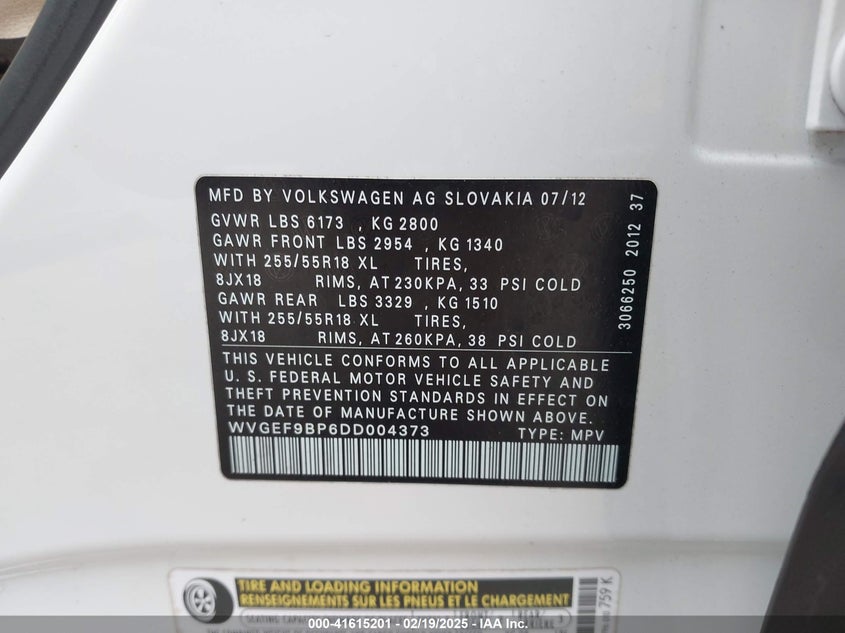 MFD BY VOLKSWAGEN AG SLOVAKIA 07/12
GVWR LBS 6173 , KG 2800
GAWR FRONT LBS 2954 , KG 1340
WITH 255/55R18 XL TIRES,
8JX18 RIMS, AT 230KPA, 33 PSI COLD
GAWR REAR LBS 3329 , KG 1510
WITH 255/55R18 XL TIRES,
8JX18 RIMS, AT 260KPA, 38 PSI COLD
THIS VEHICLE CONFORMS TO ALL APPLICABLE
U. S. FEDERAL MOTOR VEHICLE SAFETY AND
THEFT PREVENTION STANDARDS IN EFFECT ON
THE DATE OF MANUFACTURE SHOWN ABOVE.
WVGEF9BP6DD004373 TYPE: MPV
3066250 2012 37
TIRE AND LOADING INFORMATION
RENSEIGNEMENTS SUR LES PNEUS ET LE CHARGEMENT
SEATING CAPACITY
759 K
000-41615201 - 02/19/2025 - IAA Inc.